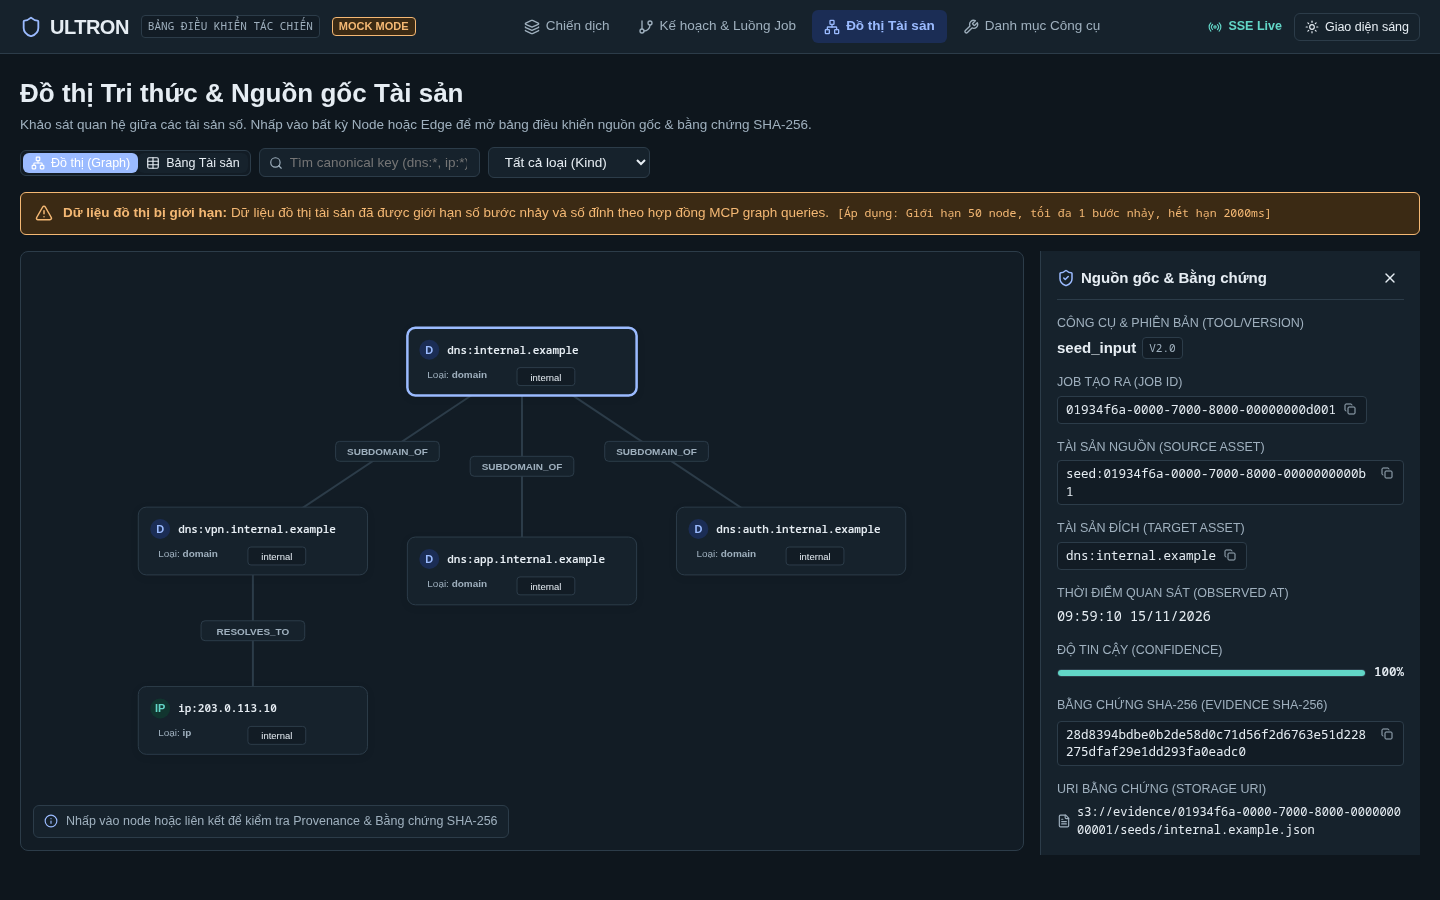 ULTRON
BẢNG ĐIỀU KHIỂN TÁC CHIẾN
MOCK MODE
Chiến dịch
Kế hoạch & Luồng Job
Đồ thị Tài sản
Danh mục Công cụ
SSE Live
Giao diện sáng
Đồ thị Tri thức & Nguồn gốc Tài sản
Khảo sát quan hệ giữa các tài sản số. Nhấp vào bất kỳ Node hoặc Edge để mở bảng điều khiển nguồn gốc & bằng chứng SHA-256.
Đồ thị (Graph)
Bảng Tài sản
Tìm canonical key (dns:*, ip:*)
Tất cả loại (Kind)
Dữ liệu đồ thị bị giới hạn: Dữ liệu đồ thị tài sản đã được giới hạn số bước nhảy và số đỉnh theo hợp đồng MCP graph queries. [Áp dụng: Giới hạn 50 node, tối đa 1 bước nhảy, hết hạn 2000ms]
D dns:internal.example
Loại: domain internal
SUBDOMAIN_OF
SUBDOMAIN_OF
SUBDOMAIN_OF
D dns:vpn.internal.example
Loại: domain internal
D dns:app.internal.example
Loại: domain internal
D dns:auth.internal.example
Loại: domain internal
RESOLVES_TO
IP ip:203.0.113.10
Loại: ip internal
Nhấp vào node hoặc liên kết để kiểm tra Provenance & Bằng chứng SHA-256
Nguồn gốc & Bằng chứng
CÔNG CỤ & PHIÊN BẢN (TOOL/VERSION)
seed_input V2.0
JOB TẠO RA (JOB ID)
01934f6a-0000-7000-8000-00000000d001
TÀI SẢN NGUỒN (SOURCE ASSET)
seed:01934f6a-0000-7000-8000-0000000000b
1
TÀI SẢN ĐÍCH (TARGET ASSET)
dns:internal.example
THỜI ĐIỂM QUAN SÁT (OBSERVED AT)
09:59:10 15/11/2026
ĐỘ TIN CẬY (CONFIDENCE)
100%
BẰNG CHỨNG SHA-256 (EVIDENCE SHA-256)
28d8394bdbe0b2de58d0c71d56f2d6763e51d228
275dfaf29e1dd293fa0eadc0
URI BẰNG CHỨNG (STORAGE URI)
s3://evidence/01934f6a-0000-7000-8000-0000000
00001/seeds/internal.example.json